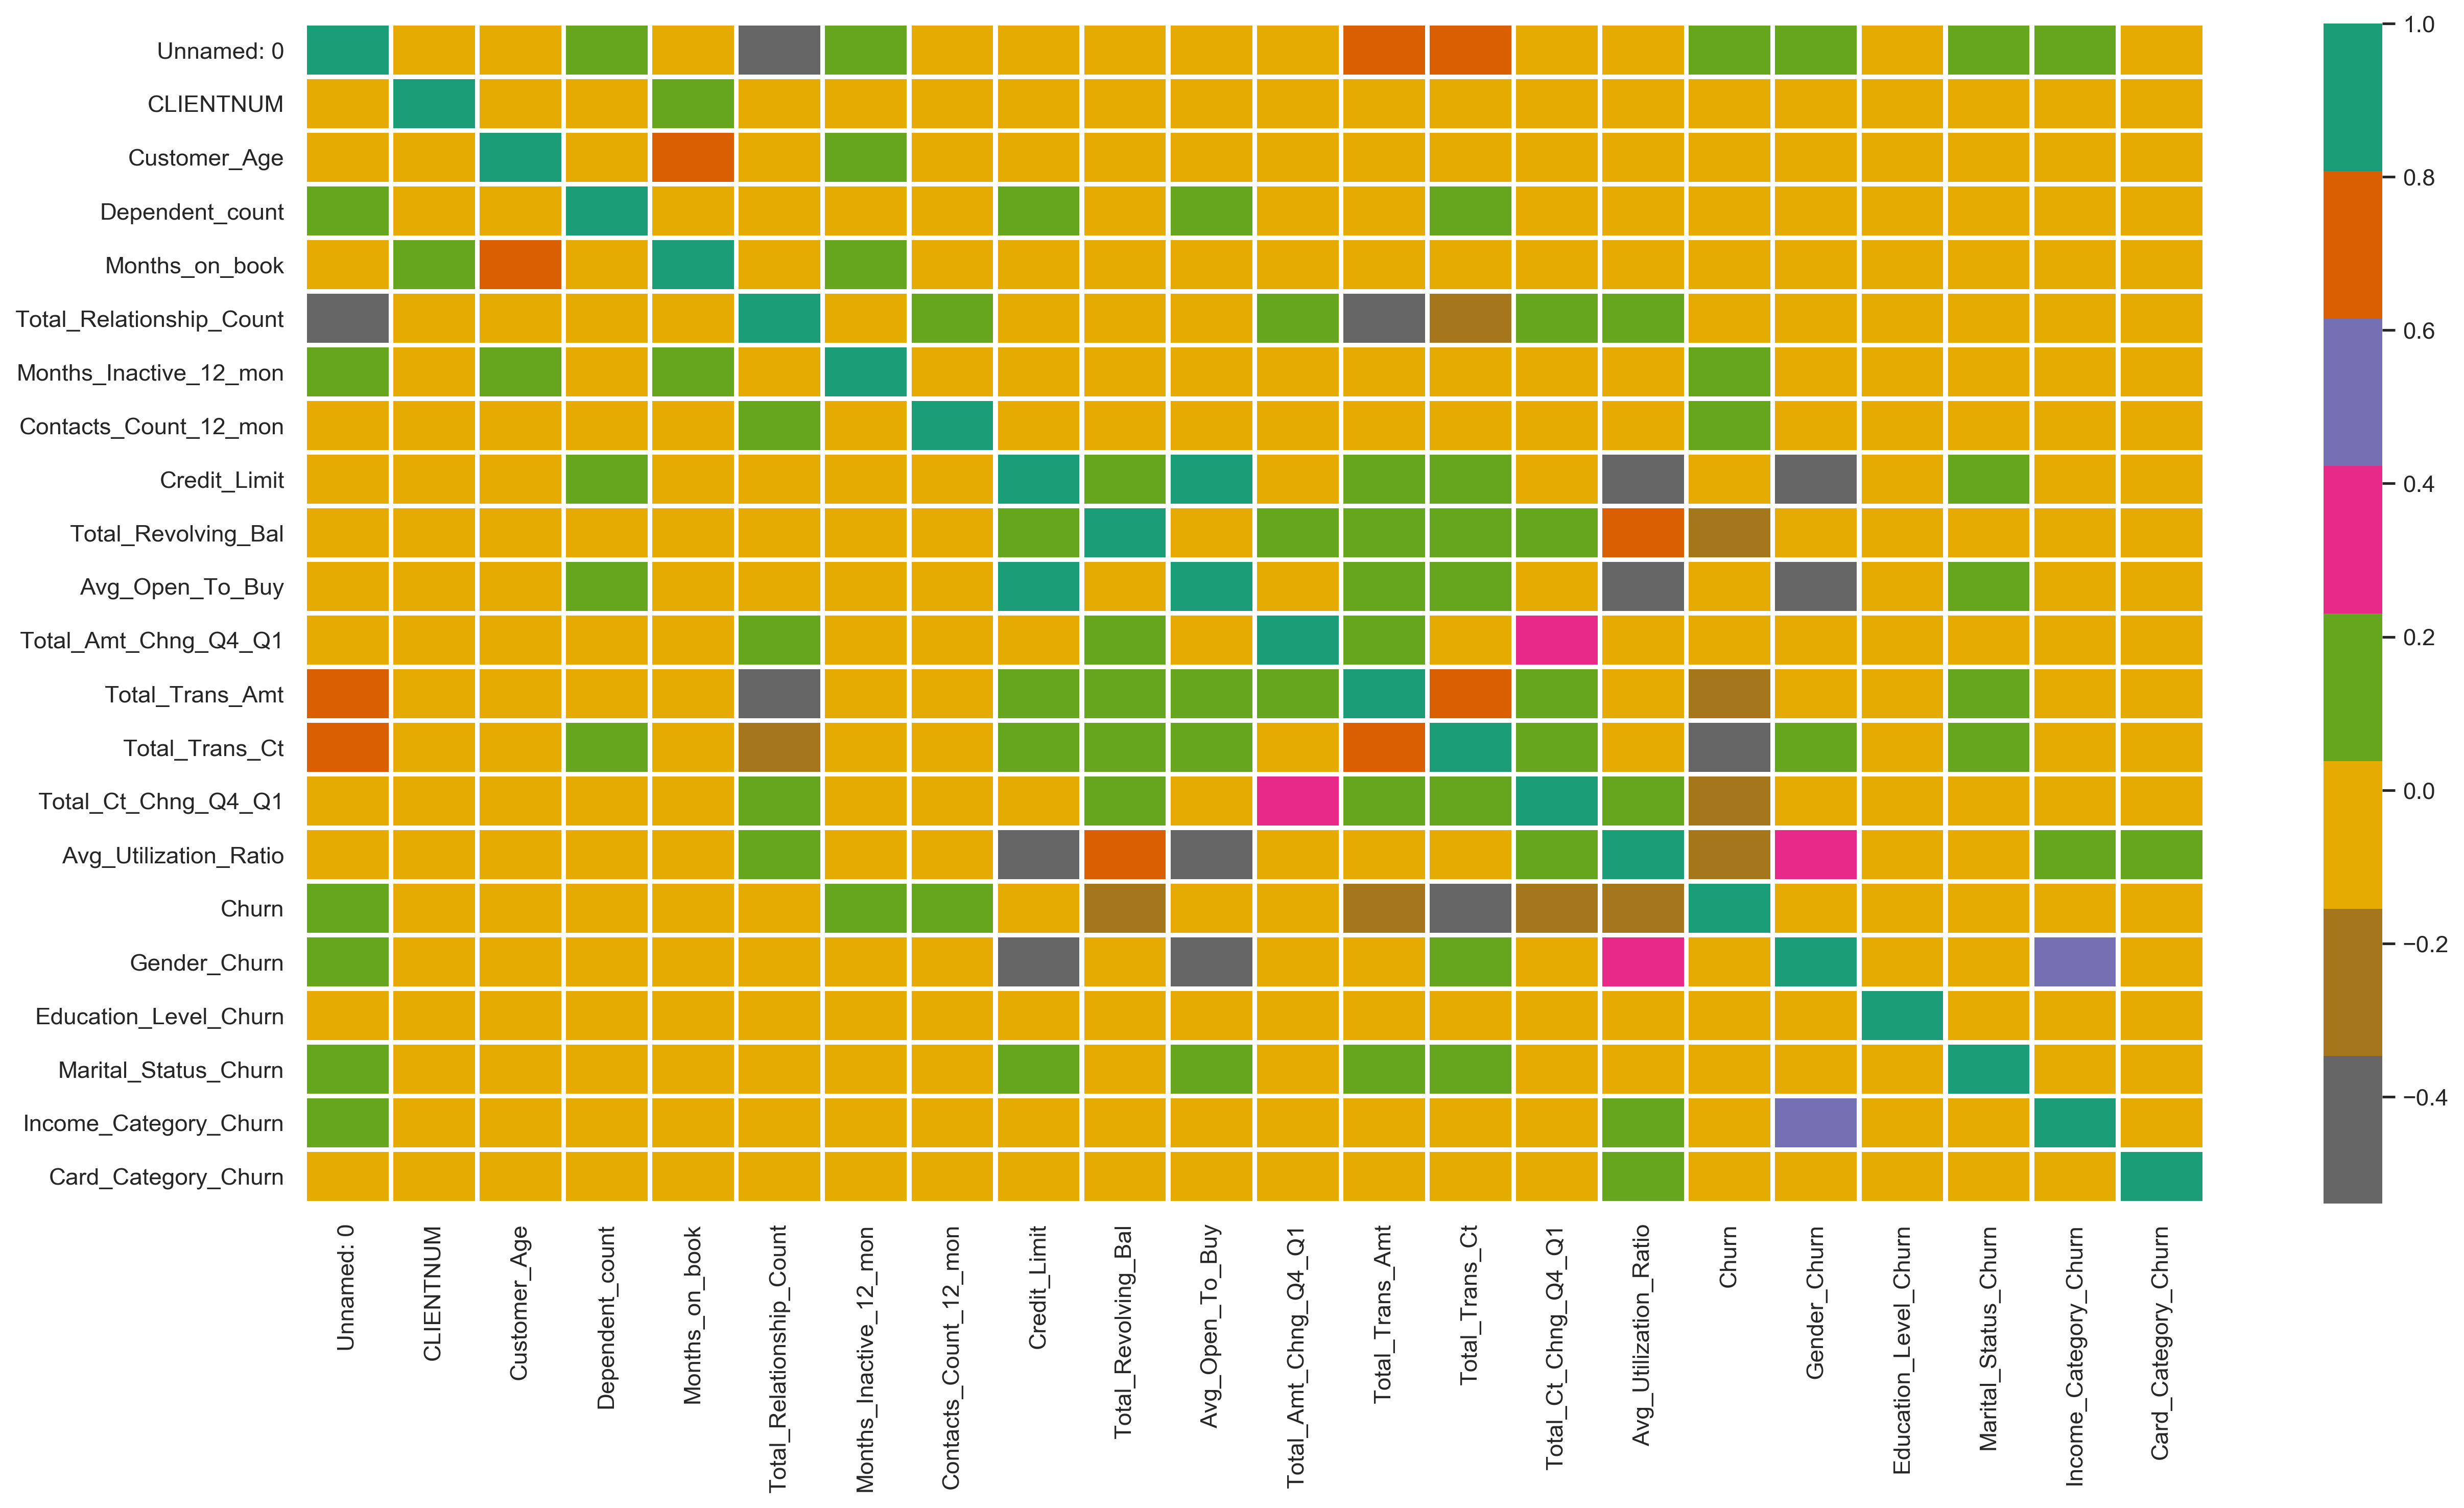 Unnamed: 0
CLIENTNUM
Customer_Age
Dependent_count
Months_on_book
Total_Relationship_Count
Months_Inactive_12_mon
Contacts_Count_12_mon
Credit_Limit
Total_Revolving_Bal
Avg_Open_To_Buy
Total_Amt_Chng_Q4_Q1
Total_Trans_Amt
Total_Trans_Ct
Total_Ct_Chng_Q4_Q1
Avg_Utilization_Ratio
Churn
Gender_Churn
Education_Level_Churn
Marital_Status_Churn
Income_Category_Churn
Card_Category_Churn
Unnamed: 0
CLIENTNUM
Customer_Age
Dependent_count
Months_on_book
Total_Relationship_Count
Months_Inactive_12_mon
Contacts_Count_12_mon
Credit_Limit
Total_Revolving_Bal
Avg_Open_To_Buy
Total_Amt_Chng_Q4_Q1
Total_Trans_Amt
Total_Trans_Ct
Total_Ct_Chng_Q4_Q1
Avg_Utilization_Ratio
Churn
Gender_Churn
Education_Level_Churn
Marital_Status_Churn
Income_Category_Churn
Card_Category_Churn
1.0
0.8
0.6
0.4
0.2
0.0
−0.2
−0.4